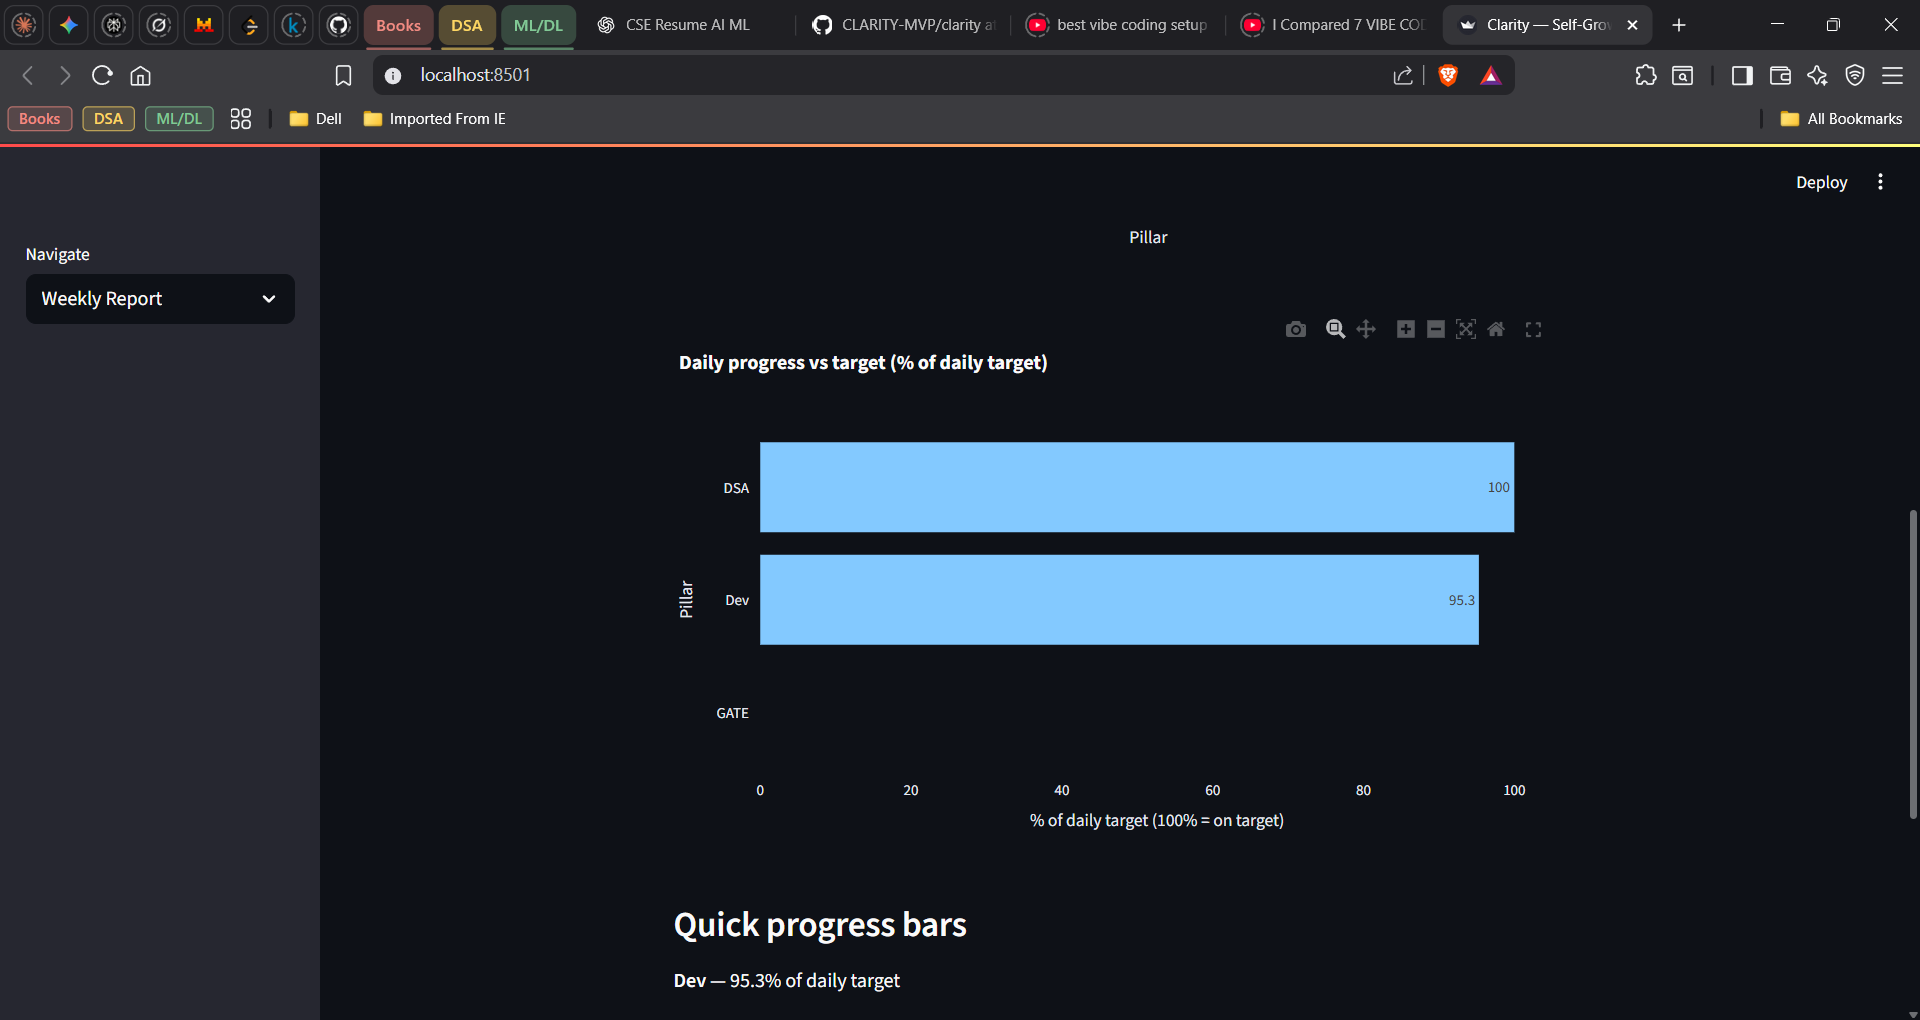 Books
DSA
ML/DL
CSE Resume AI ML
CLARITY-MVP/clarity a
best vibe coding setup
I Compared 7 VIBE COD
Clarity — Self-Gro
localhost:8501
Books
DSA
ML/DL
Dell
Imported From IE
All Bookmarks
Deploy
Navigate
Weekly Report
Pillar
Daily progress vs target (% of daily target)
DSA
100
Pillar
Dev
95.3
GATE
0
20
40
60
80
100
% of daily target (100% = on target)
Quick progress bars
Dev — 95.3% of daily target